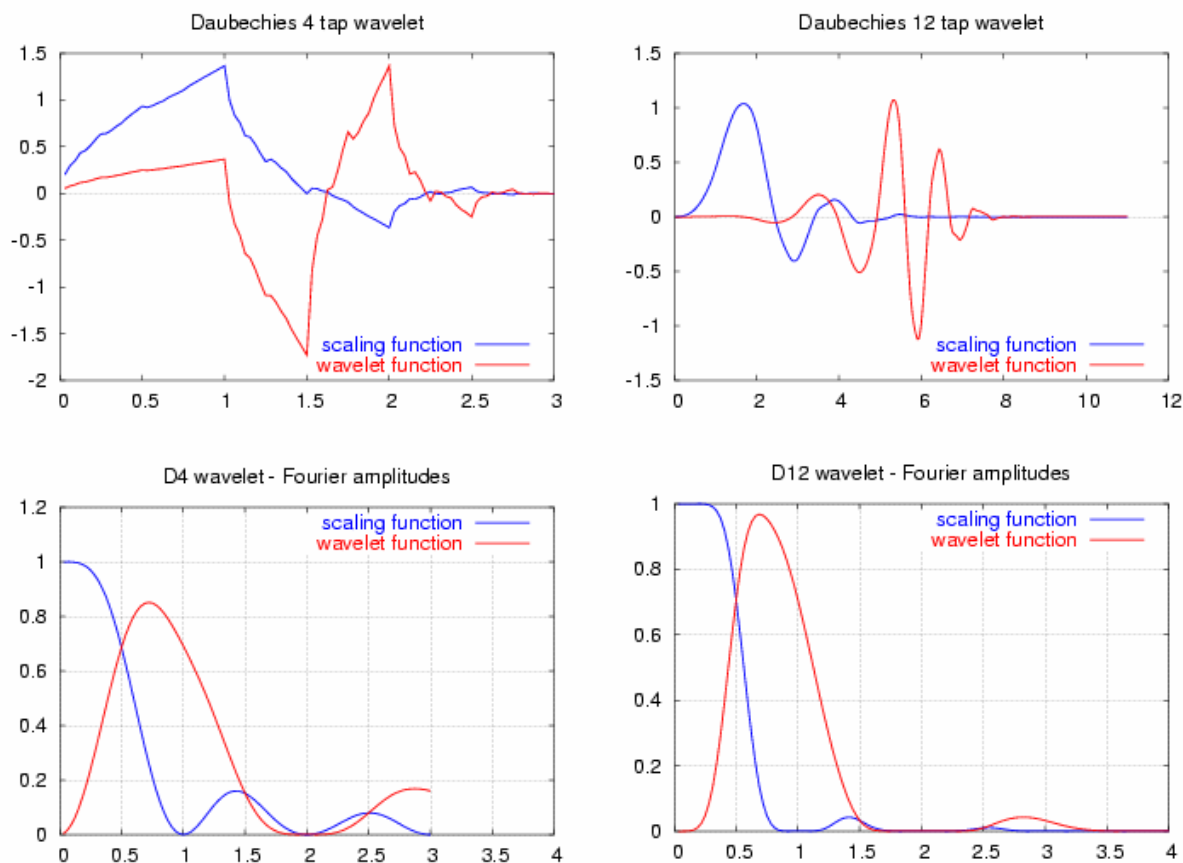 Daubechies 4 tap wavelet
1.5
1
0.5
0
-0.5
-1
-1.5
-2
scaling function
wavelet function
0 0.5 1 1.5 2 2.5 3
Daubechies 12 tap wavelet
1.5
1
0.5
0
-0.5
-1
-1.5
scaling function
wavelet function
0 2 4 6 8 10 12
D4 wavelet - Fourier amplitudes
1.2
1
0.8
0.6
0.4
0.2
0
scaling function
wavelet function
0 0.5 1 1.5 2 2.5 3 3.5 4
D12 wavelet - Fourier amplitudes
1
0.8
0.6
0.4
0.2
0
scaling function
wavelet function
0 0.5 1 1.5 2 2.5 3 3.5 4